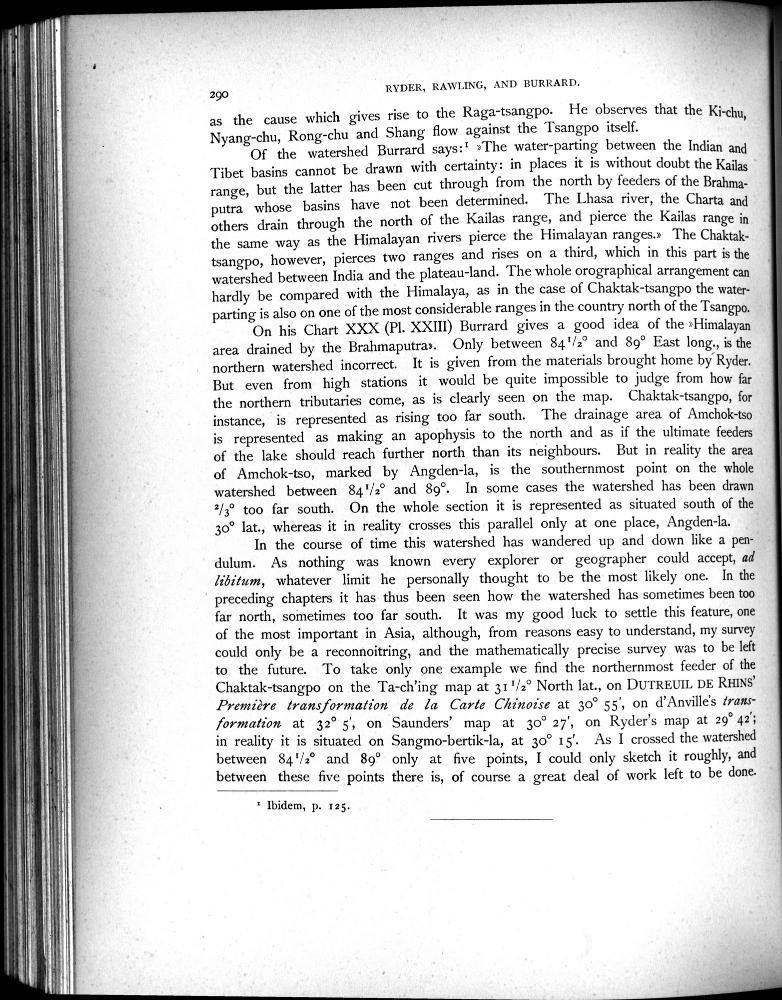 290
RYDER, RAWLING, AND BURRARD.
as the cause which gives rise to the Raga-tsangpo. He observes that the Ki-chu,
Nyang-chu, Rong-chu and Shang flow against the Tsangpo itself.
Of the watershed Burrard says:¹ »The water-parting between the Indian and
Tibet basins cannot be drawn with certainty: in places it is without doubt the Kailas
range, but the latter has been cut through from the north by feeders of the Brahma-
putra whose basins have not been determined. The Lhasa river, the Charta and
others drain through the north of the Kailas range, and pierce the Kailas range in
the same way as the Himalayan rivers pierce the Himalayan ranges.» The Chaktak-
tsangpo, however, pierces two ranges and rises on a third, which in this part is the
watershed between India and the plateau-land. The whole orographical arrangement can
hardly be compared with the Himalaya, as in the case of Chaktak-tsangpo the water-
parting is also on one of the most considerable ranges in the country north of the Tsangpo.
On his Chart XXX (Pl. XXIII) Burrard gives a good idea of the »Himalayan
area drained by the Brahmaputra». Only between 84¹/₂° and 89° East long., is the
northern watershed incorrect. It is given from the materials brought home by Ryder.
But even from high stations it would be quite impossible to judge from how far
the northern tributaries come, as is clearly seen on the map. Chaktak-tsangpo, for
instance, is represented as rising too far south. The drainage area of Amchok-tso
is represented as making an apophysis to the north and as if the ultimate feeders
of the lake should reach further north than its neighbours. But in reality the area
of Amchok-tso, marked by Angden-la, is the southernmost point on the whole
watershed between 84¹/₂° and 89°. In some cases the watershed has been drawn
²/₃° too far south. On the whole section it is represented as situated south of the
30° lat., whereas it in reality crosses this parallel only at one place, Angden-la.
In the course of time this watershed has wandered up and down like a pen-
dulum. As nothing was known every explorer or geographer could accept, ad
libitum, whatever limit he personally thought to be the most likely one. In the
preceding chapters it has thus been seen how the watershed has sometimes been too
far north, sometimes too far south. It was my good luck to settle this feature, one
of the most important in Asia, although, from reasons easy to understand, my survey
could only be a reconnoitring, and the mathematically precise survey was to be left
to the future. To take only one example we find the northernmost feeder of the
Chaktak-tsangpo on the Ta-ch'ing map at 31¹/₂° North lat., on DUTREUIL DE RHINS'
Première transformation de la Carte Chinoise at 30° 55', on d'Anville's trans-
formation at 32° 5', on Saunders' map at 30° 27', on Ryder's map at 29° 42';
in reality it is situated on Sangmo-bertik-la, at 30° 15'. As I crossed the watershed
between 84¹/₂° and 89° only at five points, I could only sketch it roughly, and
between these five points there is, of course a great deal of work left to be done.
¹ Ibidem, p. 125.